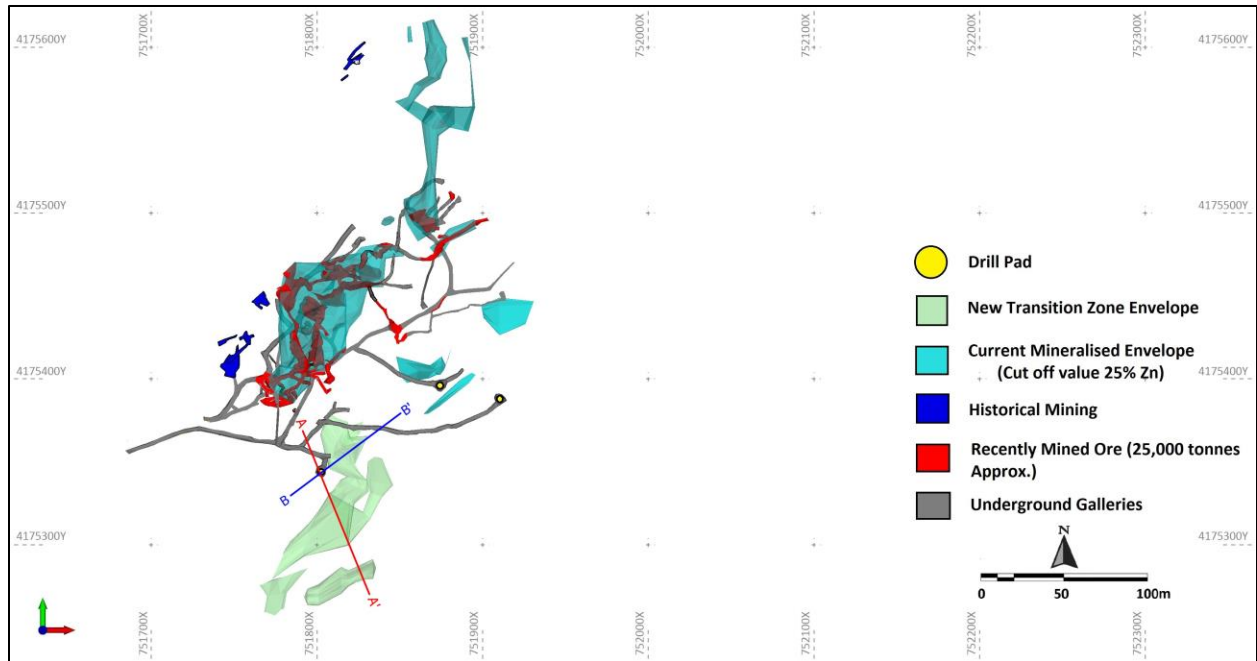 751700X
751800X
751900X
752000X
752100X
752200X
752300X
4175600Y
4175600Y
4175500Y
4175500Y
Drill Pad
New Transition Zone Envelope
Current Mineralised Envelope
(Cut off value 25% Zn)
4175400Y
4175400Y
Historical Mining
B'
A
Recently Mined Ore (25,000 tonnes
Approx.)
B
Underground Galleries
N
4175300Y
4175300Y
0 50 100m
A'
751700X
751800X
751900X
752000X
752100X
752200X
752300X